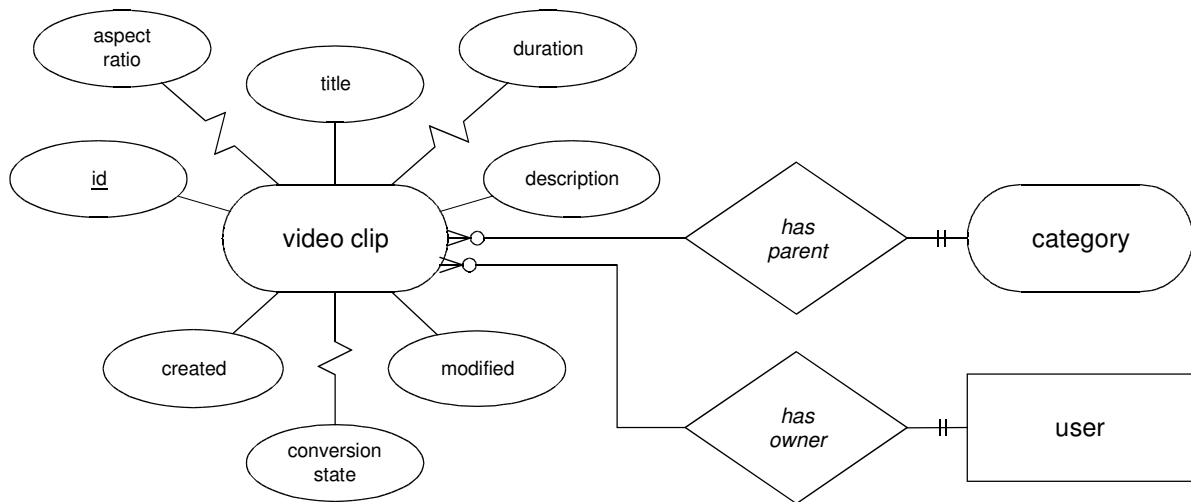 aspect
ratio
duration
title
id
description
video clip
has
parent
category
created
modified
has
owner
user
conversion
state